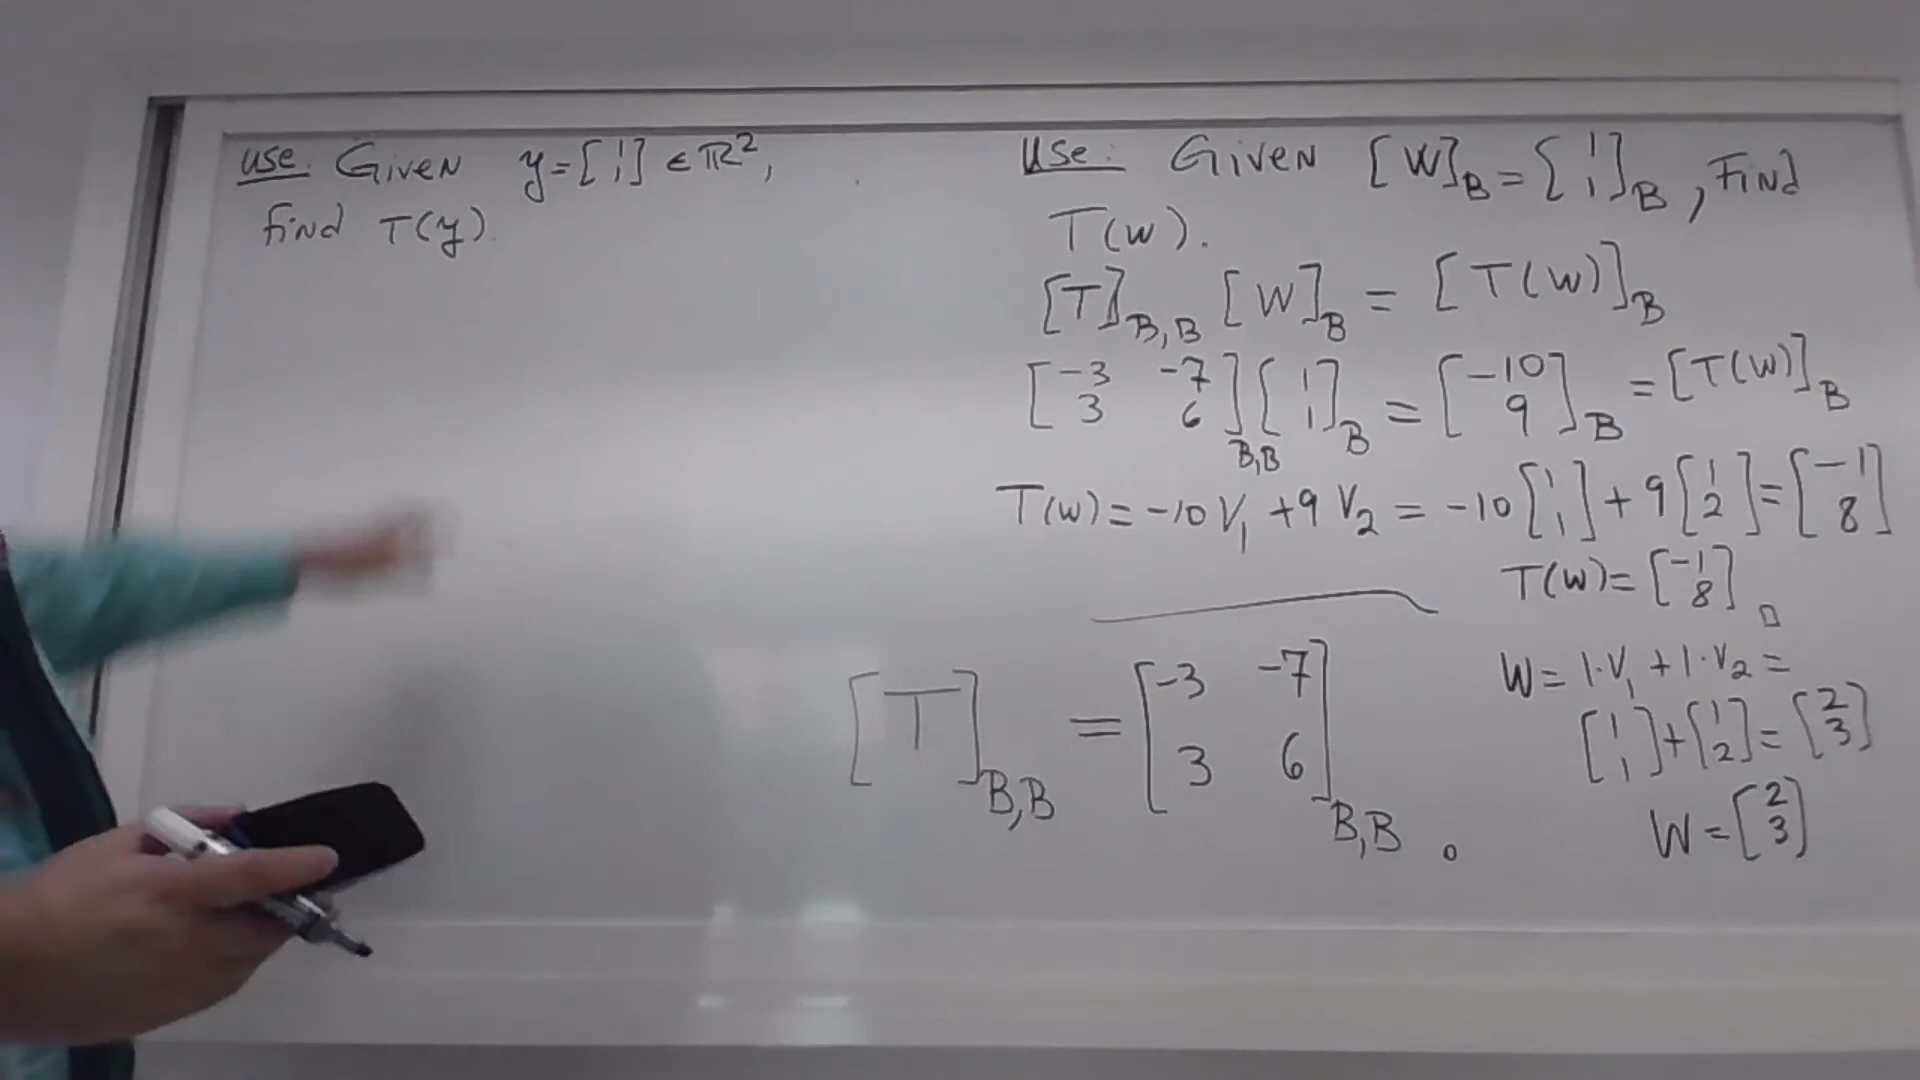 use: Given y = [1 1] ∈ ℝ²,
find T(y).
Use: Given [W]_B = [1 1]_B, Find
T(w).
[T]_B,B [W]_B = [T(w)]_B
[-3 -7 3 6]_B,B [1 1]_B = [-10 9]_B = [T(w)]_B
T(w) = -10 V₁ + 9 V₂ = -10 [1 1] + 9 [1 2] = [-1 8]
T(w) = [-1 8] □
W = 1·V₁ + 1·V₂ =
[1 1] + [1 2] = [2 3]
W = [2 3]
[T]_B,B = [-3 -7 3 6]_B,B .